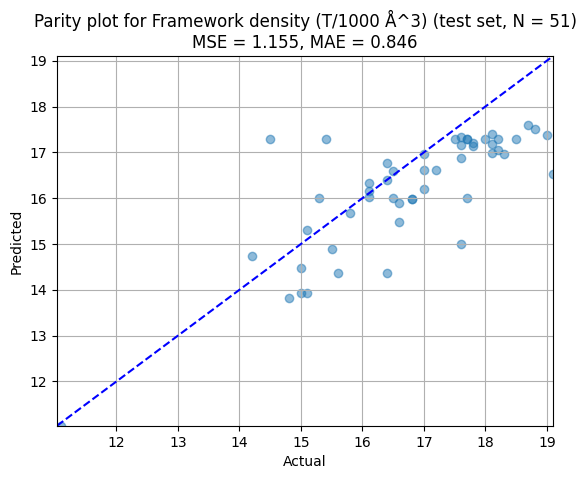 Parity plot for Framework density (T/1000 Å^3) (test set, N = 51)
MSE = 1.155, MAE = 0.846
19
18
17
16
15
14
13
12
Predicted
12 13 14 15 16 17 18 19
Actual